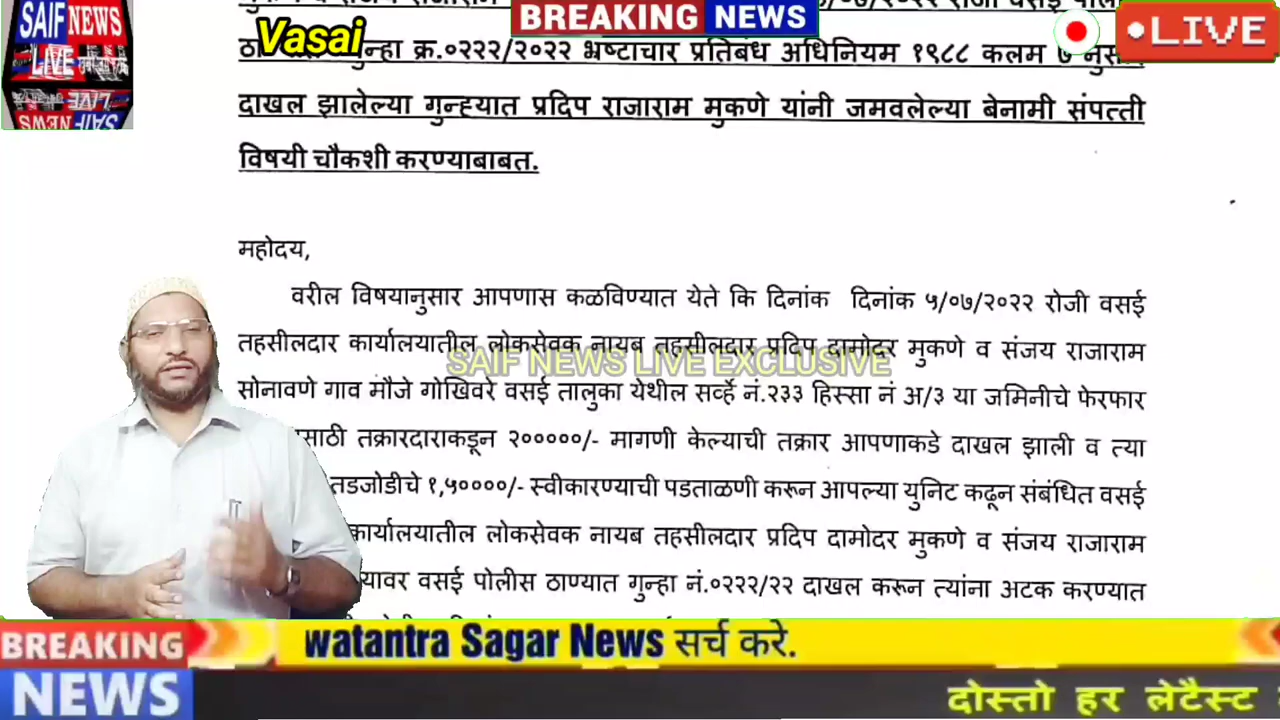 SAIF NEWS
LIVE
Vasai
BREAKING NEWS
LIVE
गुन्हा क्र.०२२२/२०२२ भ्रष्टाचार प्रतिबंध अधिनियम १९८८ कलम ७
दाखल झालेल्या गुन्ह्यात प्रदिप राजाराम मुकणे यांनी जमवलेल्या बेनामी संपत्ती
विषयी चौकशी करण्याबाबत.
महोदय,
वरील विषयानुसार आपणास कळविण्यात येते कि दिनांक दिनांक ५/०७/२०२२ रोजी वसई
तहसीलदार कार्यालयातील लोकसेवक नायब तहसीलदार प्रदिप दामोदर मुकणे व संजय राजाराम
SAIF NEWS LIVE EXCLUSIVE
सोनावणे गाव मौजे गोखिवरे वसई तालुका येथील सर्व्हे नं.२३३ हिस्सा नं अ/३ या जमिनीचे फेरफार
साठी तक्रारदाराकडून २०००००/- मागणी केल्याची तक्रार आपणाकडे दाखल झाली व त्या
तडजोडीचे १,५००००/- स्वीकारण्याची पडताळणी करून आपल्या युनिट कढून संबंधित वसई
कार्यालयातील लोकसेवक नायब तहसीलदार प्रदिप दामोदर मुकणे व संजय राजाराम
यावर वसई पोलीस ठाण्यात गुन्हा नं.०२२२/२२ दाखल करून त्यांना अटक करण्यात
BREAKING
NEWS
watantra Sagar News सर्च करे.
दोस्तो हर लेटैस्ट